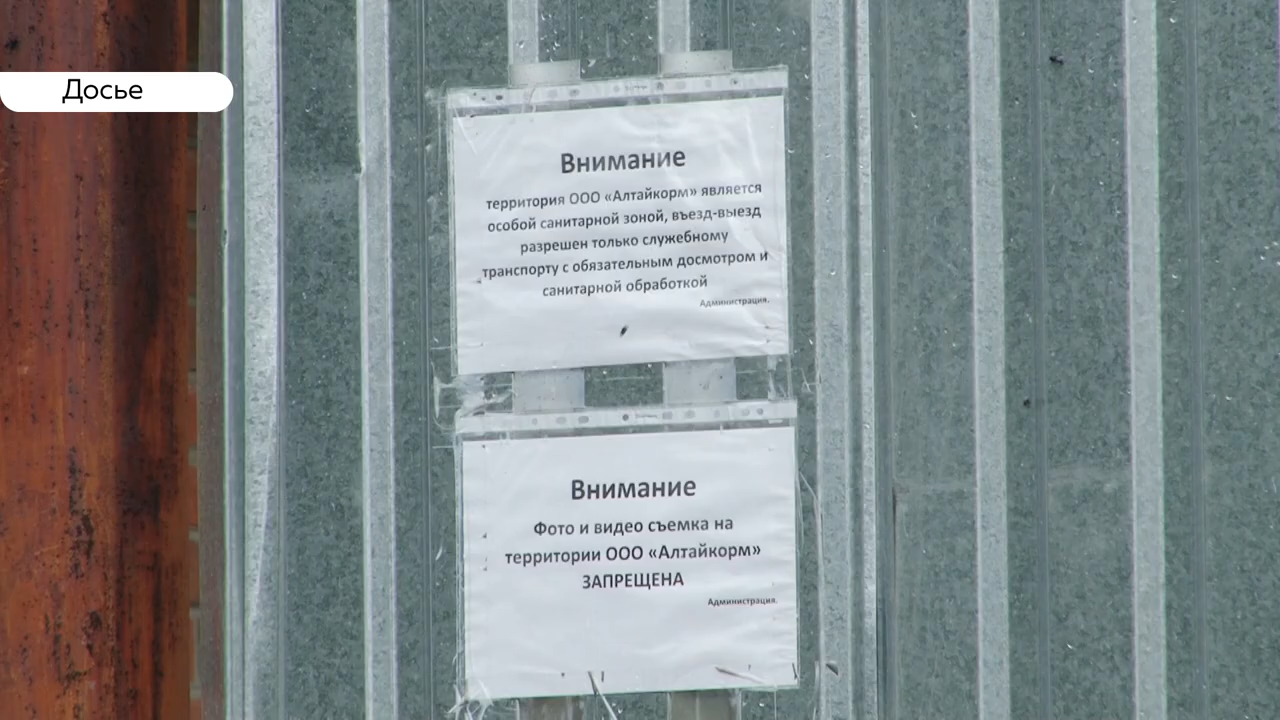 Досье
Внимание
территория ООО «Алтайкорм» является
особой санитарной зоной, въезд-выезд
разрешен только служебному
транспорту с обязательным досмотром и
санитарной обработкой
Администрация.
Внимание
Фото и видео съемка на
территории ООО «Алтайкорм»
ЗАПРЕЩЕНА
Администрация.